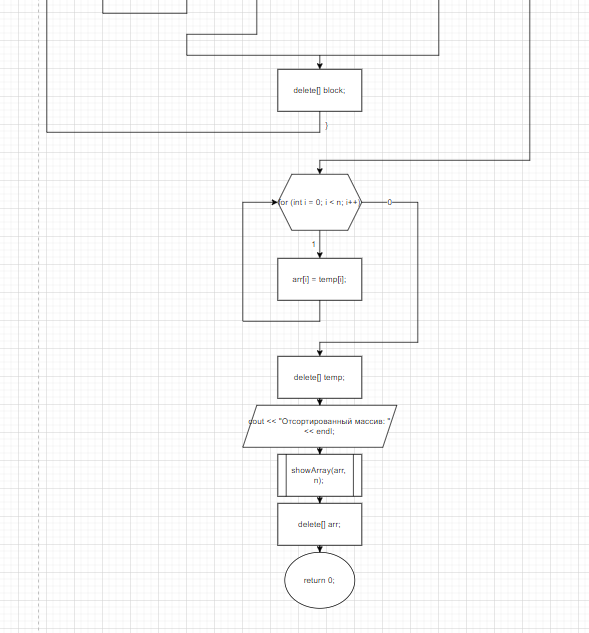 delete[] block;
}
for (int i = 0; i < n; i++)
0
1
arr[i] = temp[i];
delete[] temp;
cout << "Отсортированный массив: "
<< endl;
showArray(arr,
n);
delete[] arr;
return 0;